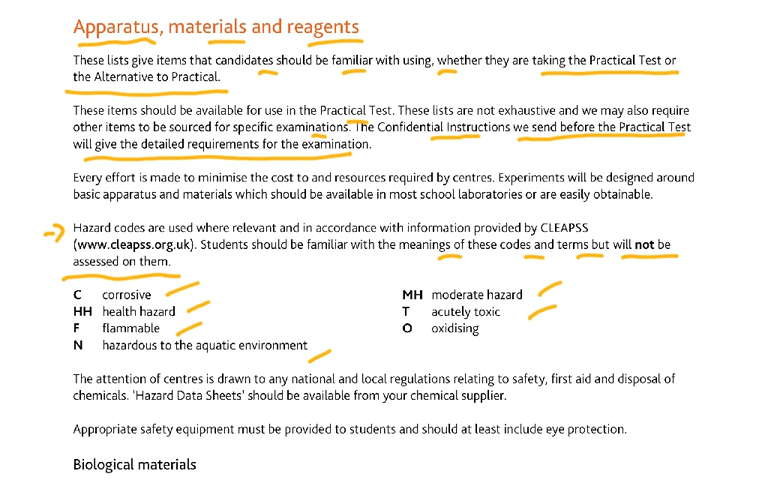 Apparatus, materials and reagents
These lists give items that candidates should be familiar with using, whether they are taking the Practical Test or
the Alternative to Practical.
These items should be available for use in the Practical Test. These lists are not exhaustive and we may also require
other items to be sourced for specific examinations. The Confidential Instructions we send before the Practical Test
will give the detailed requirements for the examination.
Every effort is made to minimise the cost to and resources required by centres. Experiments will be designed around
basic apparatus and materials which should be available in most school laboratories or are easily obtainable.
Hazard codes are used where relevant and in accordance with information provided by CLEAPSS
(www.cleapss.org.uk). Students should be familiar with the meanings of these codes and terms but will not be
assessed on them.
C corrosive MH moderate hazard
HH health hazard T acutely toxic
F flammable O oxidising
N hazardous to the aquatic environment
The attention of centres is drawn to any national and local regulations relating to safety, first aid and disposal of
chemicals. 'Hazard Data Sheets' should be available from your chemical supplier.
Appropriate safety equipment must be provided to students and should at least include eye protection.
Biological materials